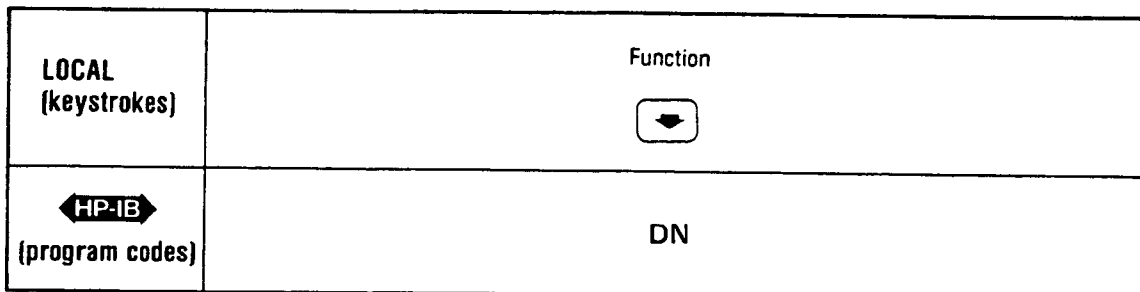 LOCAL
(keystrokes)
Function
HP-IB
(program codes)
DN